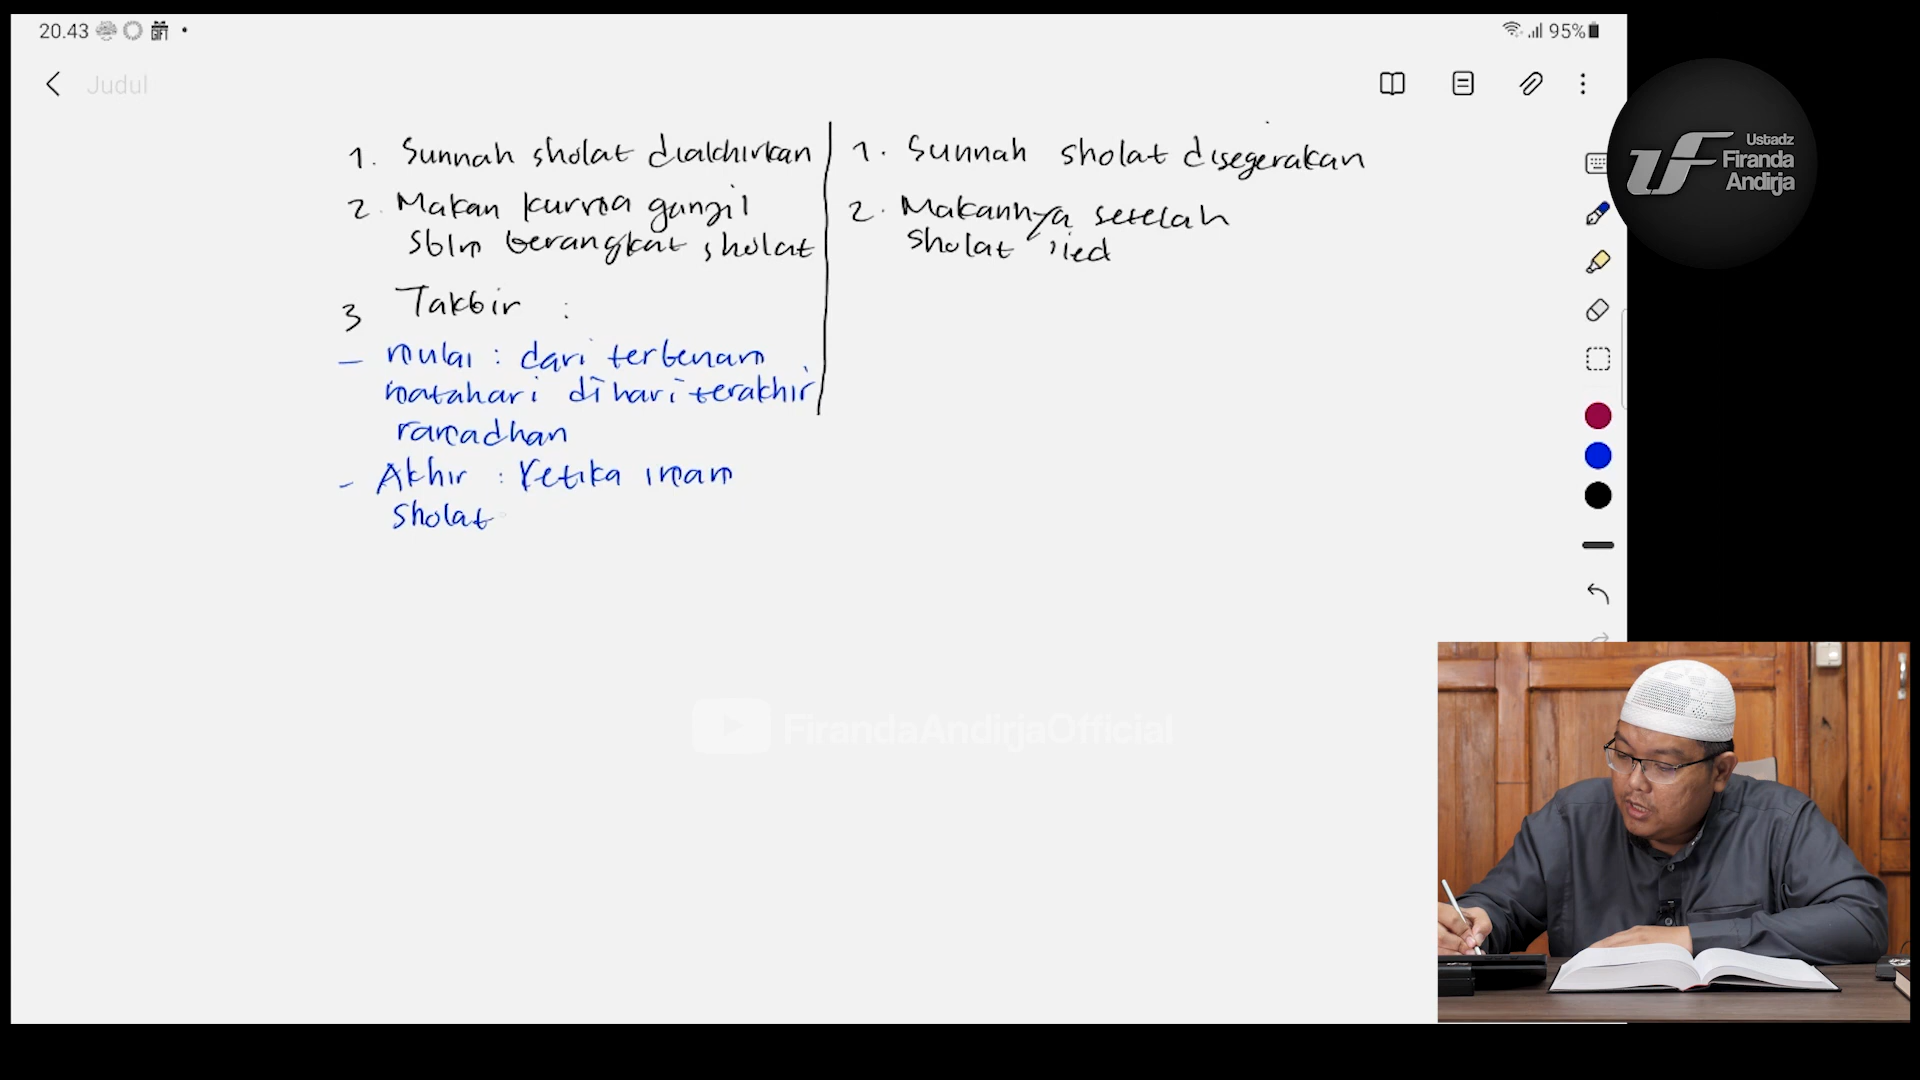 20.43
95%
Judul
Ustadz
Firanda
Andirja
1. Sunnah sholat diakhirkan
2. Makan kurma ganjil
sblm berangkat sholat
3 Takbir :
- mulai : dari terbenam
matahari di hari terakhir
ramadhan
- Akhir : Ketika imam
sholat
1. Sunnah sholat disegerakan
2. Makannya setelah
sholat 'ied
FirandaAndirjaOfficial